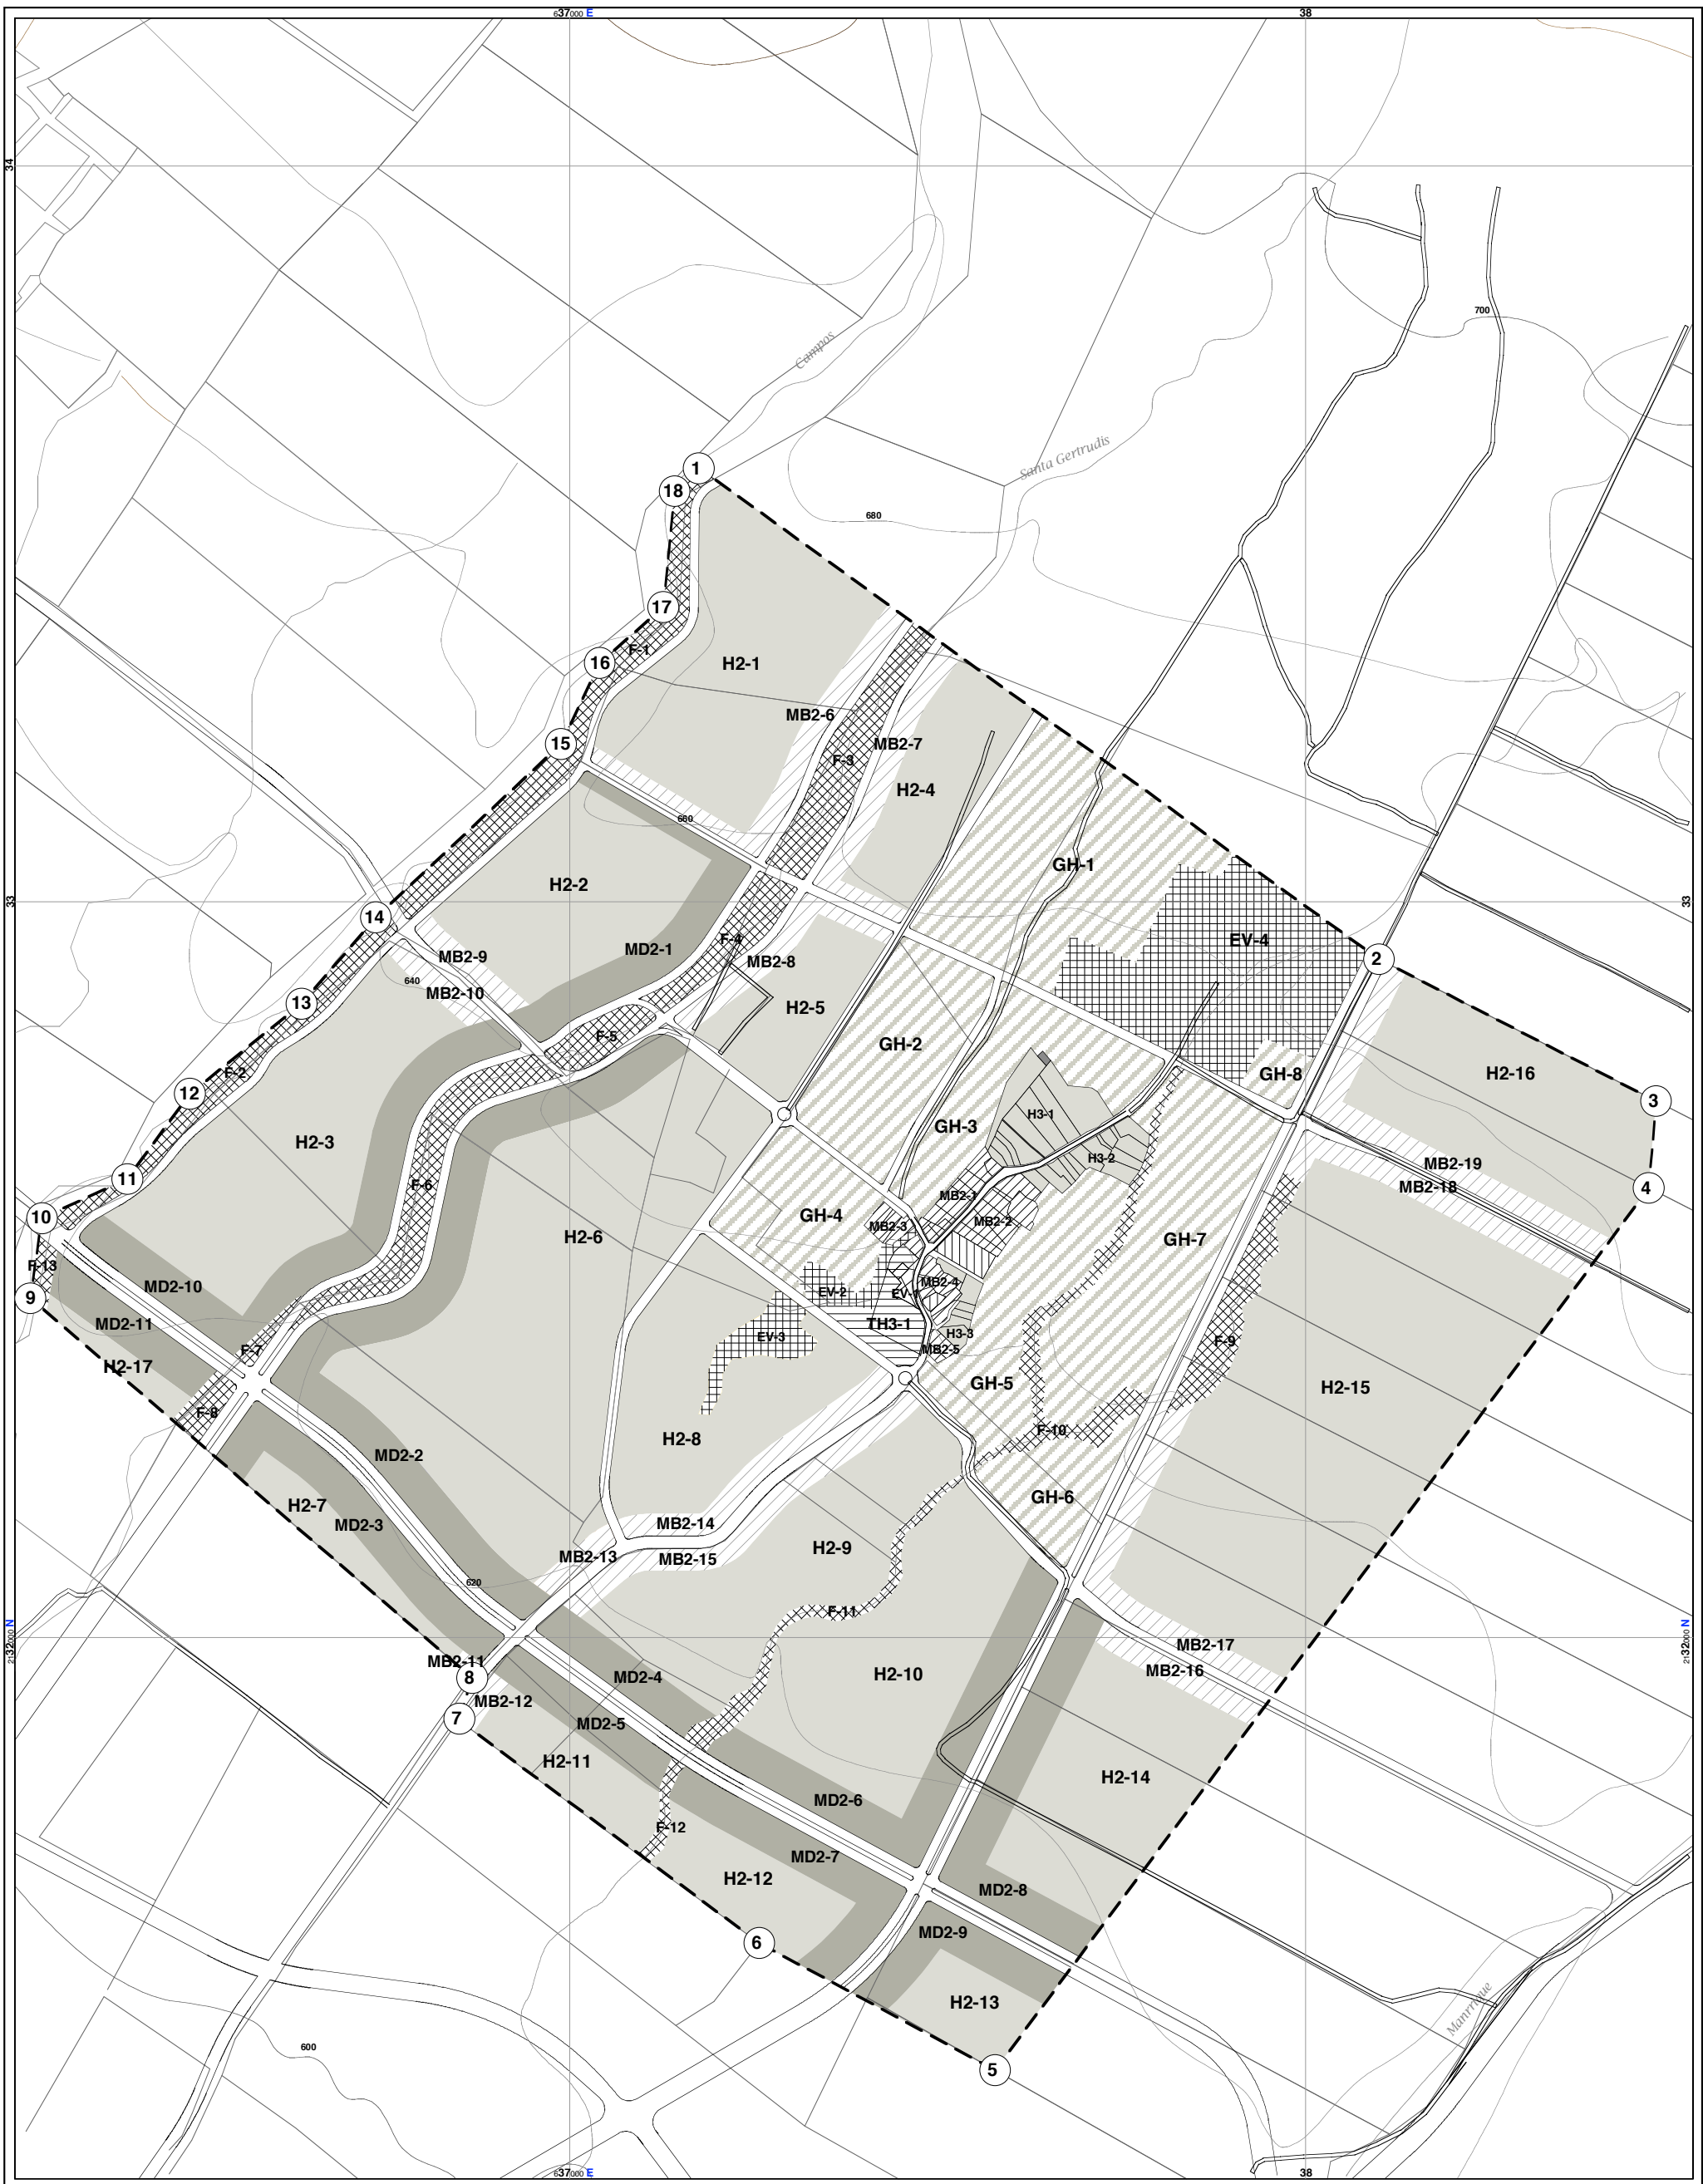 637000 E
38
34
Campos
700
Santa Gertrudis
1
18
680
17
F-1
16
H2-1
MB2-6
15
MB2-7
F-3
H2-4
660
GH-1
H2-2
33
33
14
F-4
EV-4
MD2-1
MB2-9
2
MB2-8
640
MB2-10
13
H2-5
F-5
GH-2
F-2
GH-8
H2-16
12
3
H3-1
GH-3
H2-3
H3-2
MB2-19
11
F-6
MB2-18
4
MB2-1
10
GH-4
MB2-2
MB2-3
H2-6
GH-7
F-13
MD2-10
MB2-4
EV-2
EV-1
9
MD2-11
TH3-1
H3-3
EV-3
F-9
F-7
MB2-5
H2-17
GH-5
H2-15
F-8
F-10
H2-8
MD2-2
GH-6
H2-7
MD2-3
MB2-14
H2-9
MB2-13
MB2-15
620
F-11
2132000 N
2132000 N
MB2-17
MB2-11
MB2-16
8
MD2-4
H2-10
MB2-12
7
MD2-5
H2-11
H2-14
MD2-6
F-12
MD2-7
H2-12
MD2-8
MD2-9
6
H2-13
Manrrique
600
5
637000 E
38